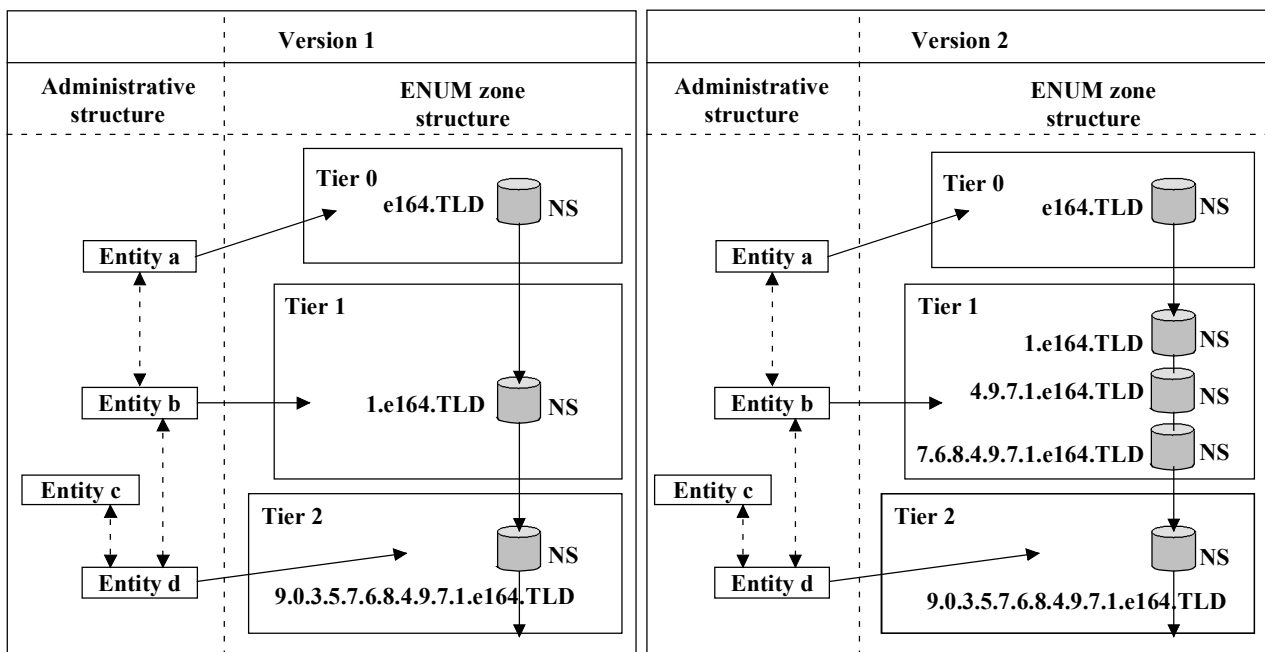 Version 1
Administrative
structure
ENUM zone
structure
Tier 0
e164.TLD
NS
Entity a
Tier 1
Entity b
1.e164.TLD
NS
Entity c
Tier 2
NS
Entity d
9.0.3.5.7.6.8.4.9.7.1.e164.TLD
Version 2
Administrative
structure
ENUM zone
structure
Tier 0
e164.TLD
NS
Entity a
Tier 1
1.e164.TLD
NS
4.9.7.1.e164.TLD
NS
Entity b
7.6.8.4.9.7.1.e164.TLD
NS
Entity c
Tier 2
NS
Entity d
9.0.3.5.7.6.8.4.9.7.1.e164.TLD